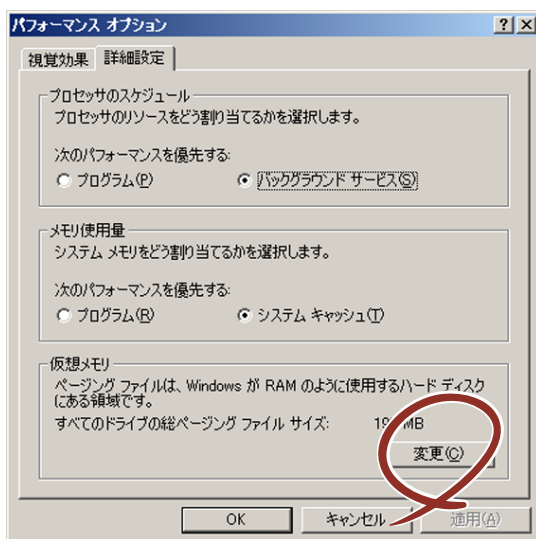 パフォーマンス オプション
視覚効果 詳細設定
プロセッサのスケジュール
プロセッサのリソースをどう割り当てるかを選択します。
次のパフォーマンスを優先する:
プログラム(P) バックグラウンド サービス(S)
メモリ使用量
システム メモリをどう割り当てるかを選択します。
次のパフォーマンスを優先する:
プログラム(R) システム キャッシュ(T)
仮想メモリ
ページング ファイルは、Windows が RAM のように使用するハード ディスク
にある領域です。
すべてのドライブの総ページング ファイル サイズ: MB
変更(C)
OK キャンセル 適用(A)